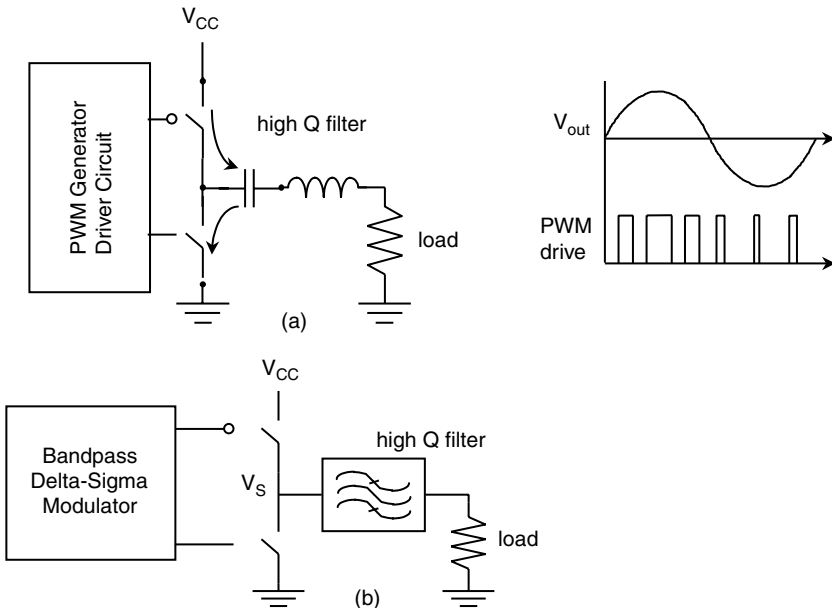 V_CC
PWM Generator
Driver Circuit
high Q filter
load
(a)
V_out
PWM
drive
V_CC
Bandpass
Delta-Sigma
Modulator
high Q filter
V_S
load
(b)